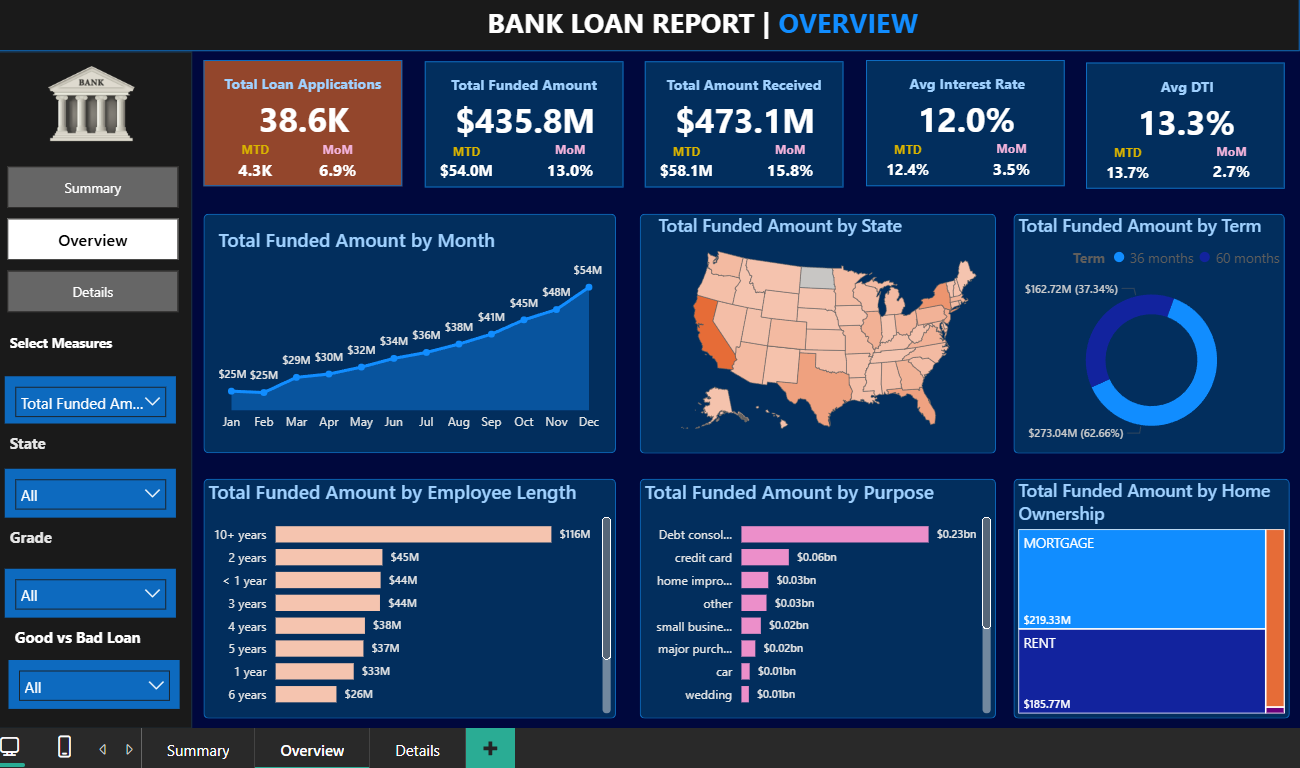 BANK LOAN REPORT | OVERVIEW
BANK
Summary
Overview
Details
Select Measures
Total Funded Am...
State
All
Grade
All
Good vs Bad Loan
All
Total Loan Applications
38.6K
MTD MoM
4.3K 6.9%
Total Funded Amount
$435.8M
MTD MoM
$54.0M 13.0%
Total Amount Received
$473.1M
MTD MoM
$58.1M 15.8%
Avg Interest Rate
12.0%
MTD MoM
12.4% 3.5%
Avg DTI
13.3%
MTD MoM
13.7% 2.7%
Total Funded Amount by Month
$25M $25M $29M $30M $32M $34M $36M $38M $41M $45M $48M $54M
Jan Feb Mar Apr May Jun Jul Aug Sep Oct Nov Dec
Total Funded Amount by State
Total Funded Amount by Term
Term 36 months 60 months
$162.72M (37.34%)
$273.04M (62.66%)
Total Funded Amount by Employee Length
10+ years $116M
2 years $45M
< 1 year $44M
3 years $44M
4 years $38M
5 years $37M
1 year $33M
6 years $26M
Total Funded Amount by Purpose
Debt consol... $0.23bn
credit card $0.06bn
home impro... $0.03bn
other $0.03bn
small busine... $0.02bn
major purch... $0.02bn
car $0.01bn
wedding $0.01bn
Total Funded Amount by Home
Ownership
MORTGAGE
$219.33M
RENT
$185.77M
Summary Overview Details +